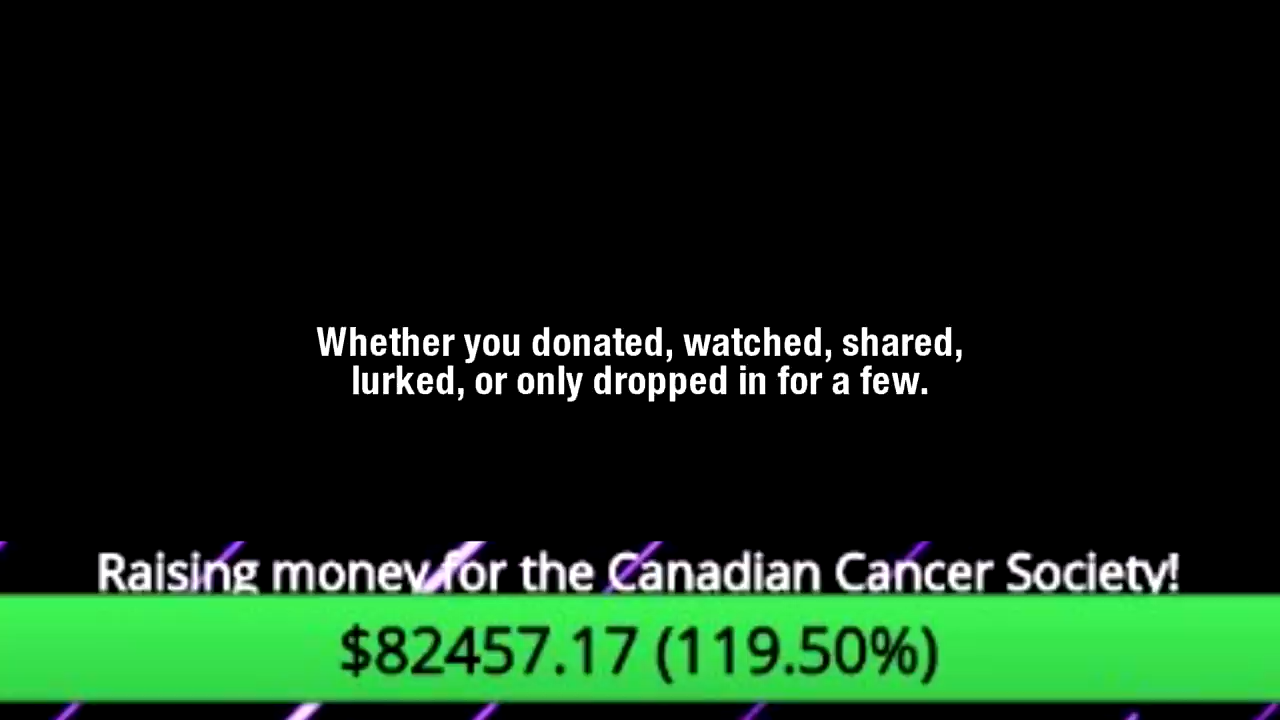 Whether you donated, watched, shared,
lurked, or only dropped in for a few.
Raising money for the Canadian Cancer Society!
$82457.17 (119.50%)